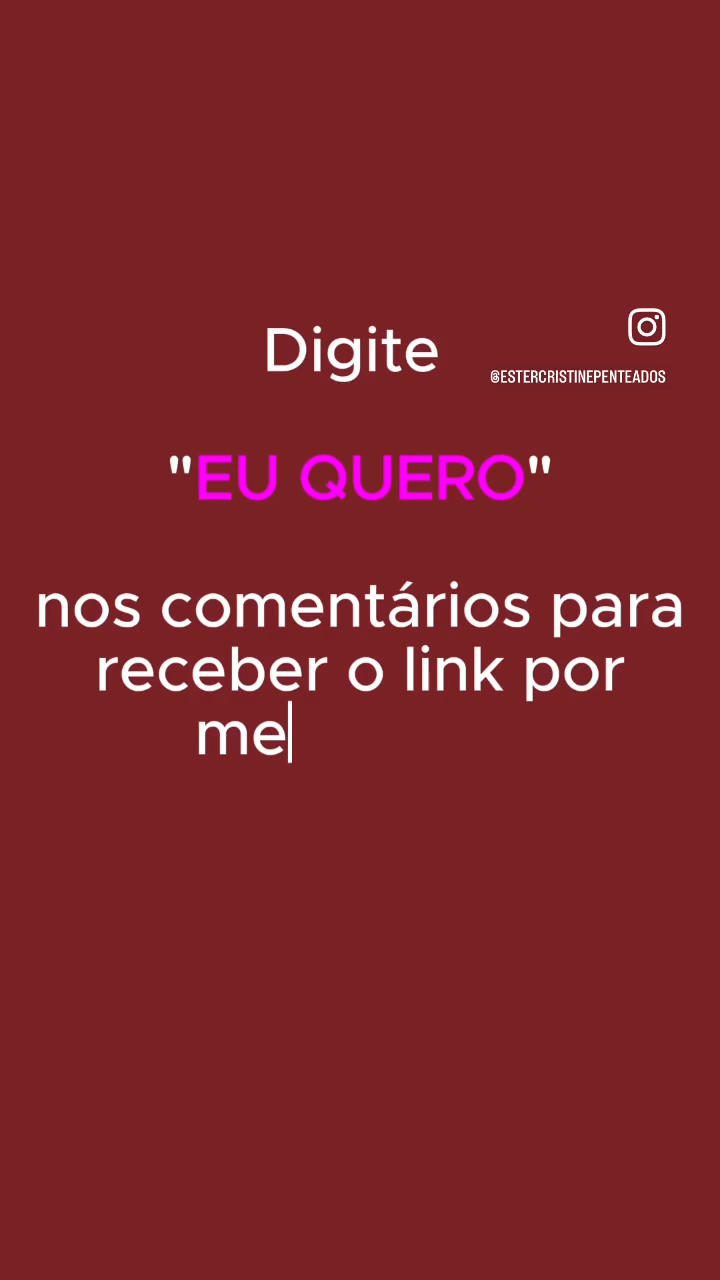 Digite
@ESTERCRISTINEPENTEADOS
"EU QUERO"
nos comentários para
receber o link por
me